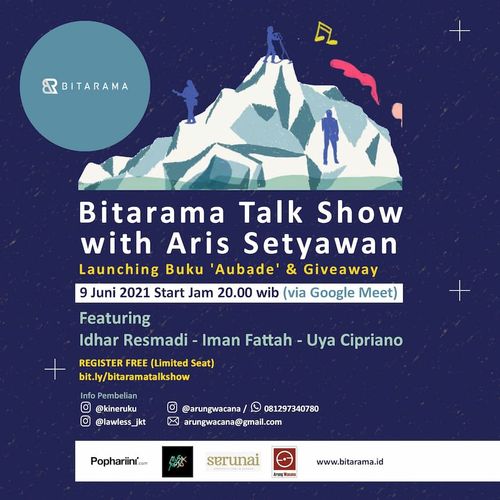 BITARAMA
Bitarama Talk Show
with Aris Setyawan
Launching Buku 'Aubade' & Giveaway
9 Juni 2021 Start Jam 20.00 wib (via Google Meet)
Featuring
Idhar Resmadi - Iman Fattah - Uya Cipriano
REGISTER FREE (Limited Seat)
bit.ly/bitaramatalkshow
Info Pembelian
@kineruku
@arungwacana / 081297340780
@lawless_jkt
arungwacana@gmail.com
Pophariini.com
serunai
Arung Wacana
www.bitarama.id